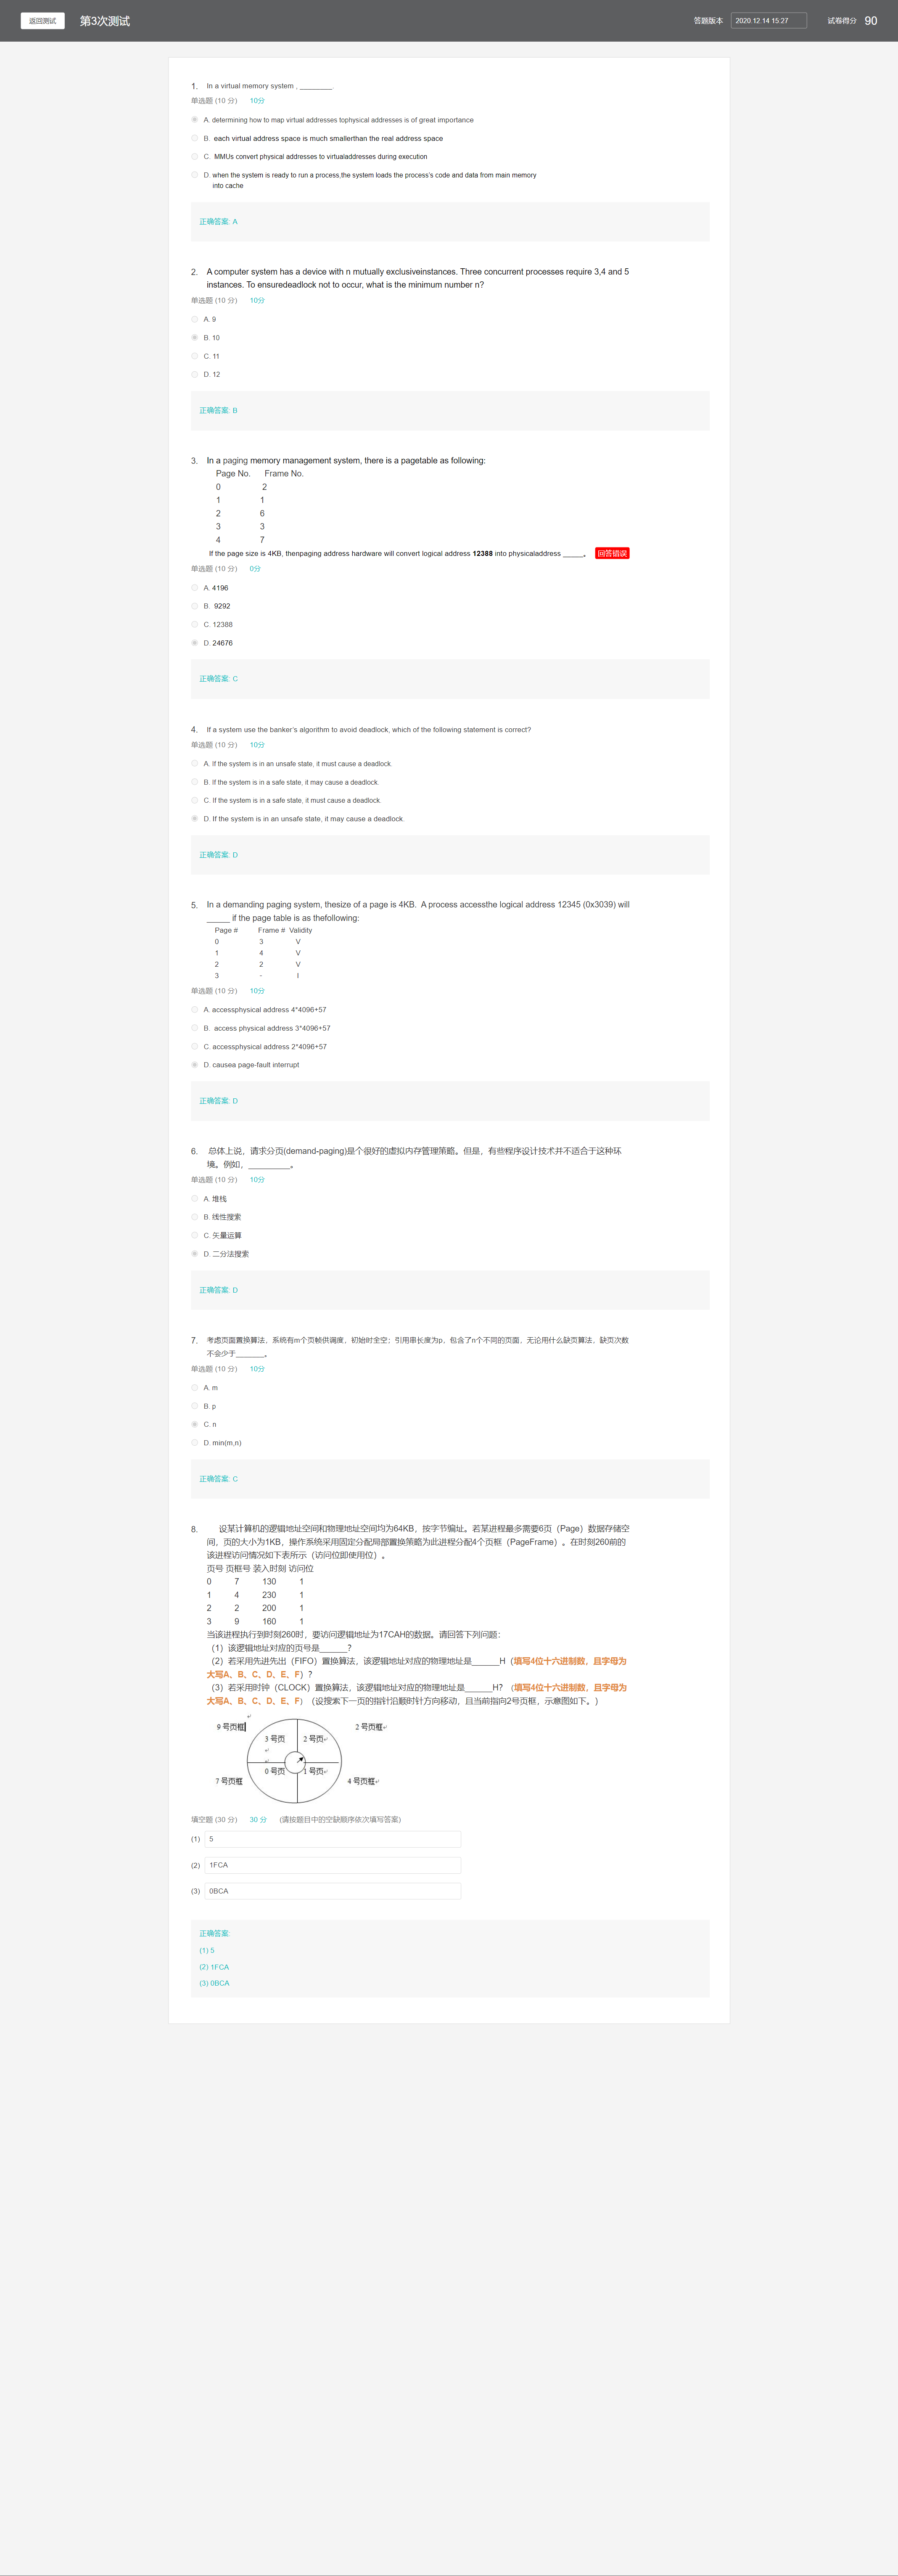 返回测试
第3次测试
答题版本
2020.12.14 15:27
试卷得分 90
1. In a virtual memory system , ________.
单选题 (10 分) 10分
A. determining how to map virtual addresses tophysical addresses is of great importance
B. each virtual address space is much smallerthan the real address space
C. MMUs convert physical addresses to virtualaddresses during execution
D. when the system is ready to run a process,the system loads the process's code and data from main memory
into cache
正确答案: A
2. A computer system has a device with n mutually exclusiveinstances. Three concurrent processes require 3,4 and 5
instances. To ensuredeadlock not to occur, what is the minimum number n?
单选题 (10 分) 10分
A. 9
B. 10
C. 11
D. 12
正确答案: B
3. In a paging memory management system, there is a pagetable as following:
Page No. Frame No.
0 2
1 1
2 6
3 3
4 7
If the page size is 4KB, thenpaging address hardware will convert logical address 12388 into physicaladdress _____。 回答错误
单选题 (10 分) 0分
A. 4196
B. 9292
C. 12388
D. 24676
正确答案: C
4. If a system use the banker's algorithm to avoid deadlock, which of the following statement is correct?
单选题 (10 分) 10分
A. If the system is in an unsafe state, it must cause a deadlock.
B. If the system is in a safe state, it may cause a deadlock.
C. If the system is in a safe state, it must cause a deadlock.
D. If the system is in an unsafe state, it may cause a deadlock.
正确答案: D
5. In a demanding paging system, thesize of a page is 4KB. A process accessthe logical address 12345 (0x3039) will
_____ if the page table is as thefollowing:
Page # Frame # Validity
0 3 V
1 4 V
2 2 V
3 - I
单选题 (10 分) 10分
A. accessphysical address 4*4096+57
B. access physical address 3*4096+57
C. accessphysical address 2*4096+57
D. causea page-fault interrupt
正确答案: D
6. 总体上说，请求分页(demand-paging)是个很好的虚拟内存管理策略。但是，有些程序设计技术并不适合于这种环
境。例如，_________。
单选题 (10 分) 10分
A. 堆栈
B. 线性搜索
C. 矢量运算
D. 二分法搜索
正确答案: D
7. 考虑页面置换算法，系统有m个页帧供调度，初始时全空；引用串长度为p，包含了n个不同的页面，无论用什么缺页算法，缺页次数
不会少于_______。
单选题 (10 分) 10分
A. m
B. p
C. n
D. min(m,n)
正确答案: C
8. 设某计算机的逻辑地址空间和物理地址空间均为64KB，按字节编址。若某进程最多需要6页（Page）数据存储空
间，页的大小为1KB，操作系统采用固定分配局部置换策略为此进程分配4个页框（PageFrame）。在时刻260前的
该进程访问情况如下表所示（访问位即使用位）。
页号 页框号 装入时刻 访问位
0 7 130 1
1 4 230 1
2 2 200 1
3 9 160 1
当该进程执行到时刻260时，要访问逻辑地址为17CAH的数据。请回答下列问题：
（1）该逻辑地址对应的页号是______?
（2）若采用先进先出（FIFO）置换算法，该逻辑地址对应的物理地址是______H（填写4位十六进制数，且字母为
大写A、B、C、D、E、F）?
（3）若采用时钟（CLOCK）置换算法，该逻辑地址对应的物理地址是______H? （填写4位十六进制数，且字母为
大写A、B、C、D、E、F）（设搜索下一页的指针沿顺时针方向移动，且当前指向2号页框，示意图如下。）
9 号页框 2 号页框
3 号页 2 号页
0 号页 1 号页
7 号页框 4 号页框
填空题 (30 分) 30 分 (请按题目中的空缺顺序依次填写答案)
(1) 5
(2) 1FCA
(3) 0BCA
正确答案:
(1) 5
(2) 1FCA
(3) 0BCA